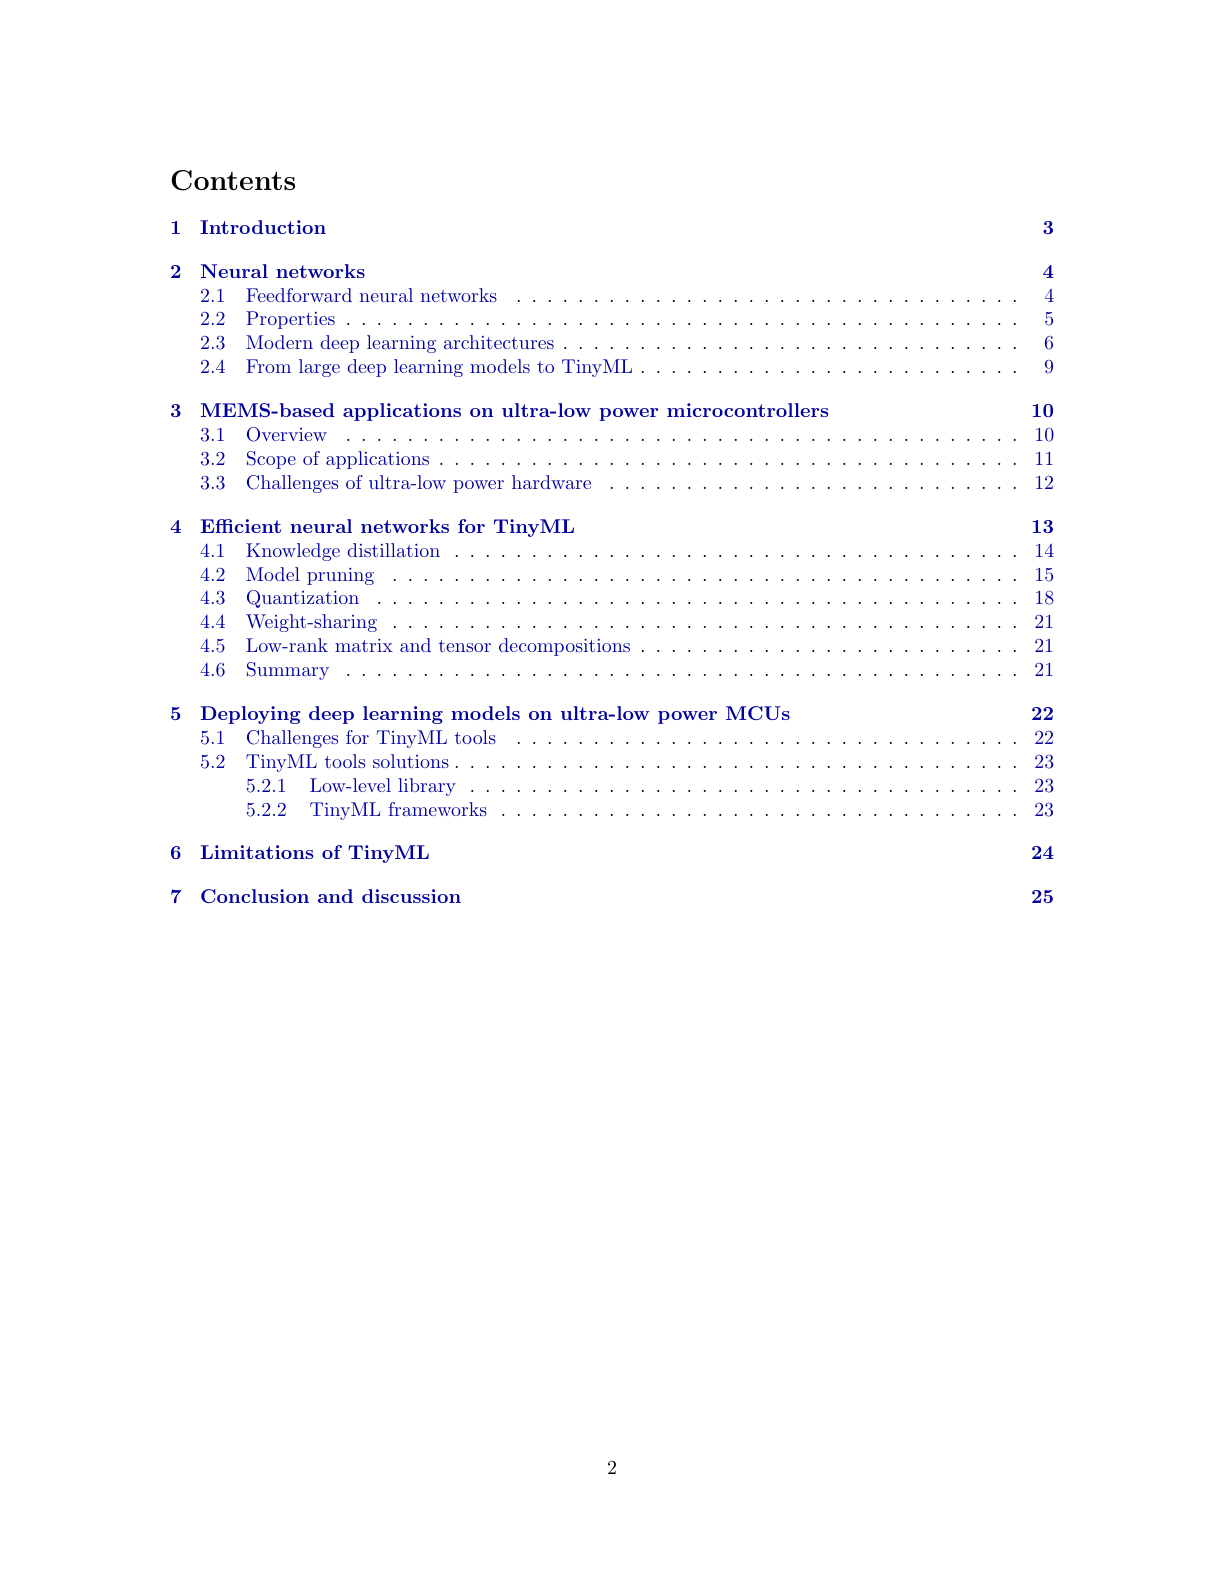 Contents
1 Introduction 3
2 Neural networks 4
2.1 Feedforward neural networks . . . . . . . . . . . . . . . . . . . . . . . . . . . . . . . . . 4
2.2 Properties . . . . . . . . . . . . . . . . . . . . . . . . . . . . . . . . . . . . . . . . . . . . 5
2.3 Modern deep learning architectures . . . . . . . . . . . . . . . . . . . . . . . . . . . . . . 6
2.4 From large deep learning models to TinyML . . . . . . . . . . . . . . . . . . . . . . . . . 9
3 MEMS-based applications on ultra-low power microcontrollers 10
3.1 Overview . . . . . . . . . . . . . . . . . . . . . . . . . . . . . . . . . . . . . . . . . . . . 10
3.2 Scope of applications . . . . . . . . . . . . . . . . . . . . . . . . . . . . . . . . . . . . . . 11
3.3 Challenges of ultra-low power hardware . . . . . . . . . . . . . . . . . . . . . . . . . . . 12
4 Efficient neural networks for TinyML 13
4.1 Knowledge distillation . . . . . . . . . . . . . . . . . . . . . . . . . . . . . . . . . . . . . 14
4.2 Model pruning . . . . . . . . . . . . . . . . . . . . . . . . . . . . . . . . . . . . . . . . . 15
4.3 Quantization . . . . . . . . . . . . . . . . . . . . . . . . . . . . . . . . . . . . . . . . . . 18
4.4 Weight-sharing . . . . . . . . . . . . . . . . . . . . . . . . . . . . . . . . . . . . . . . . . 21
4.5 Low-rank matrix and tensor decompositions . . . . . . . . . . . . . . . . . . . . . . . . . 21
4.6 Summary . . . . . . . . . . . . . . . . . . . . . . . . . . . . . . . . . . . . . . . . . . . . 21
5 Deploying deep learning models on ultra-low power MCUs 22
5.1 Challenges for TinyML tools . . . . . . . . . . . . . . . . . . . . . . . . . . . . . . . . . 22
5.2 TinyML tools solutions . . . . . . . . . . . . . . . . . . . . . . . . . . . . . . . . . . . . . 23
5.2.1 Low-level library . . . . . . . . . . . . . . . . . . . . . . . . . . . . . . . . . . . . 23
5.2.2 TinyML frameworks . . . . . . . . . . . . . . . . . . . . . . . . . . . . . . . . . . 23
6 Limitations of TinyML 24
7 Conclusion and discussion 25
2